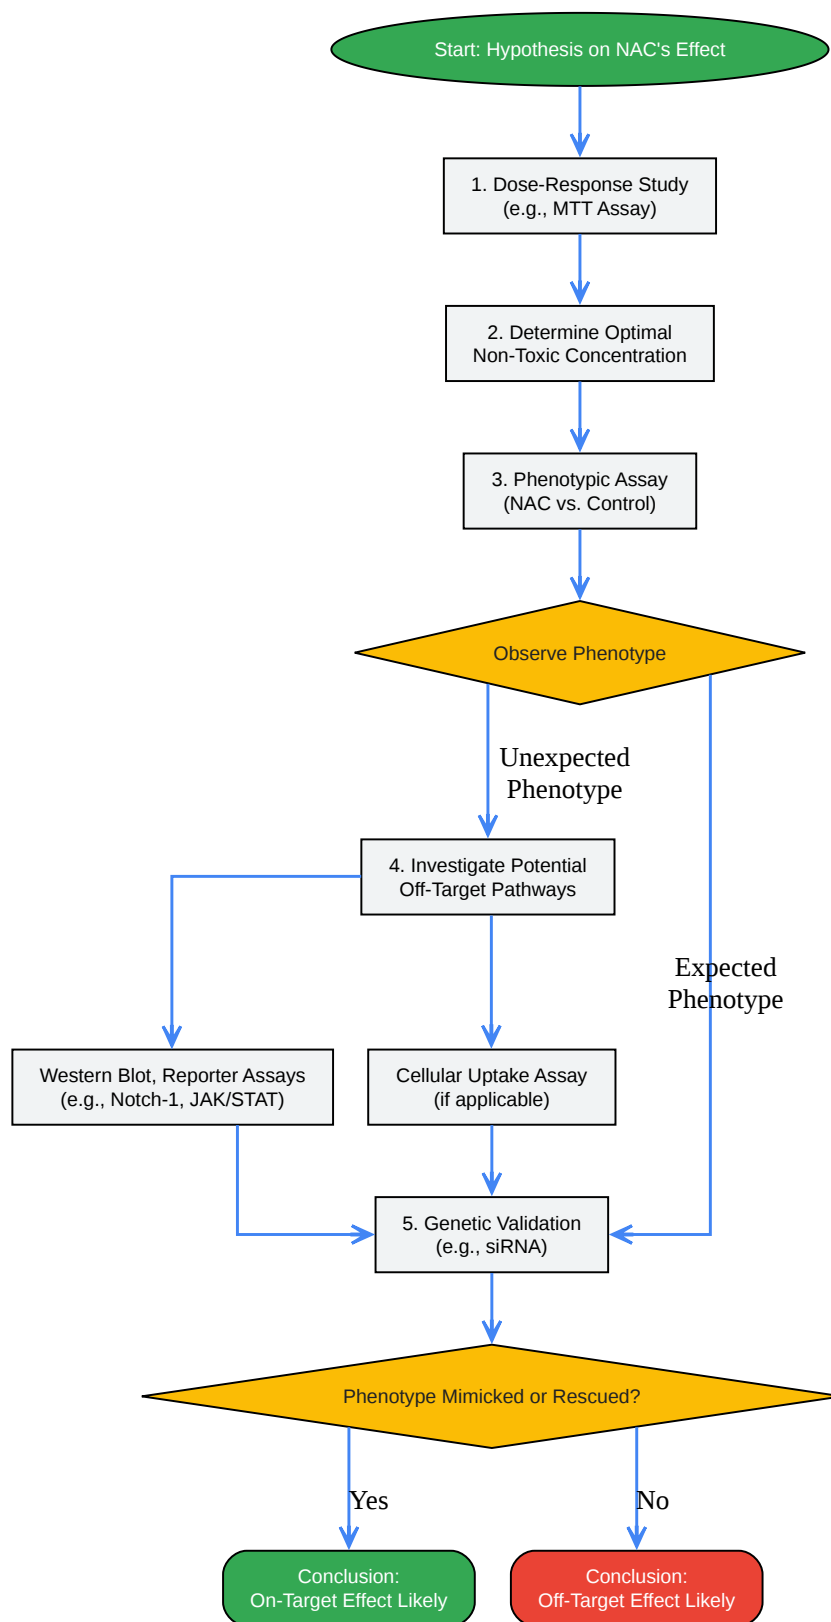 Start: Hypothesis on NAC's Effect
1. Dose-Response Study
(e.g., MTT Assay)
2. Determine Optimal
Non-Toxic Concentration
3. Phenotypic Assay
(NAC vs. Control)
Observe Phenotype
Unexpected
Phenotype
4. Investigate Potential
Off-Target Pathways
Expected
Phenotype
Western Blot, Reporter Assays
(e.g., Notch-1, JAK/STAT)
Cellular Uptake Assay
(if applicable)
5. Genetic Validation
(e.g., siRNA)
Phenotype Mimicked or Rescued?
Yes
No
Conclusion:
On-Target Effect Likely
Conclusion:
Off-Target Effect Likely